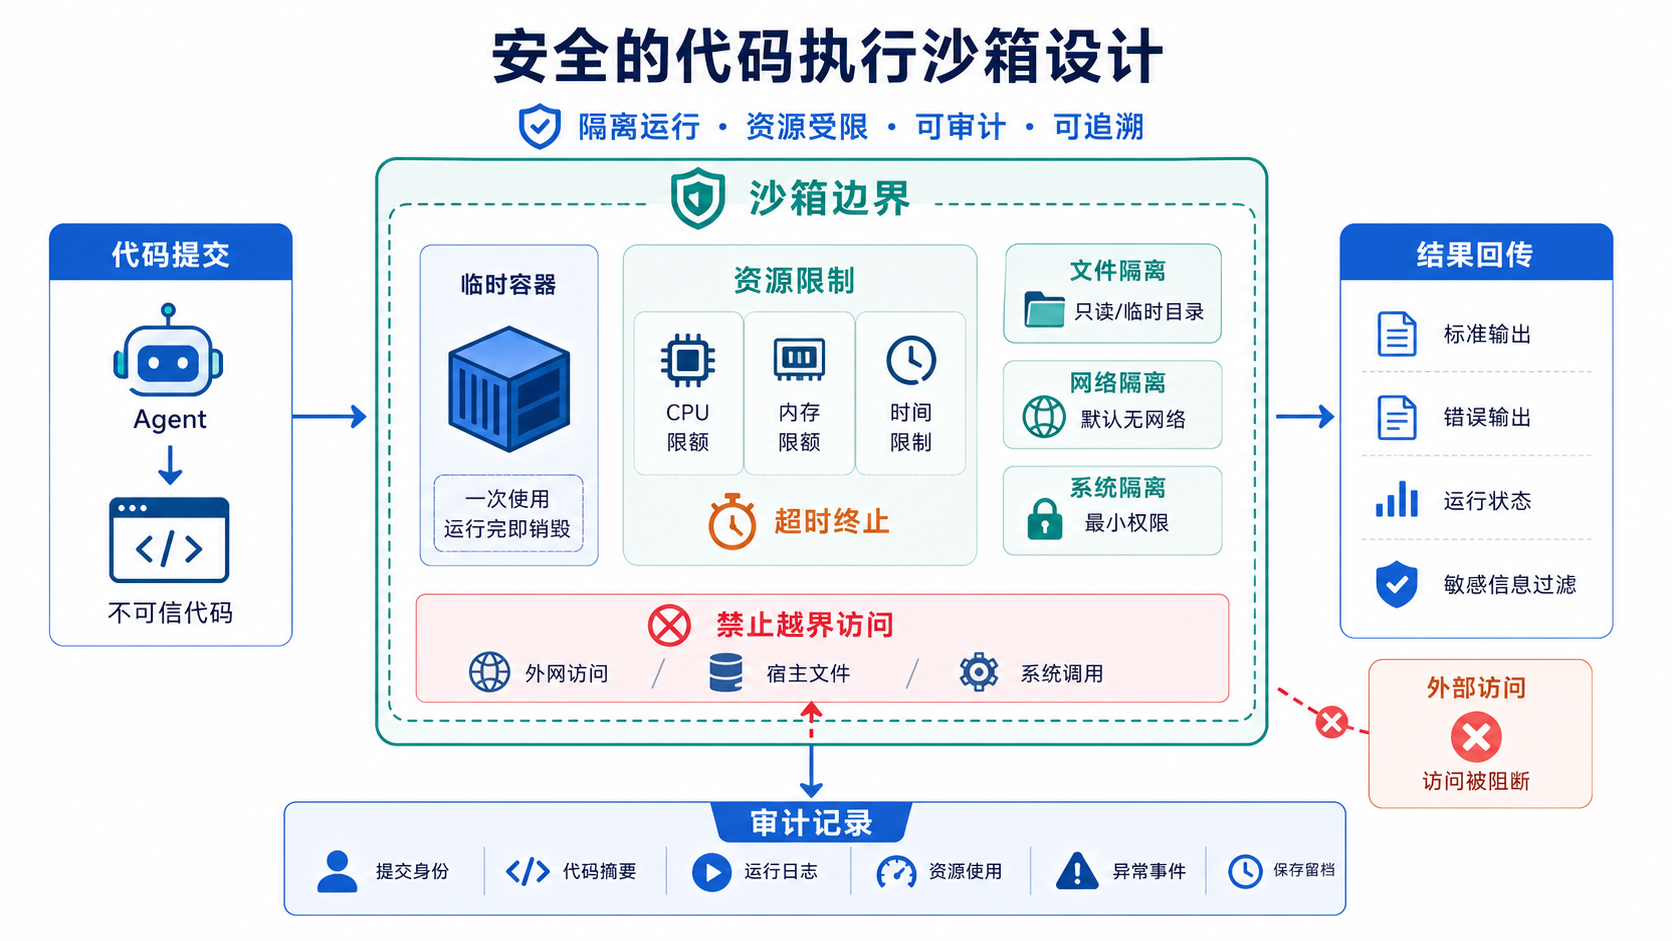 安全的代码执行沙箱设计
隔离运行 · 资源受限 · 可审计 · 可追溯
代码提交
Agent
</>
不可信代码
沙箱边界
临时容器
一次使用
运行完即销毁
资源限制
CPU
限额
内存
限额
时间
限制
超时终止
文件隔离
只读/临时目录
网络隔离
默认无网络
系统隔离
最小权限
禁止越界访问
外网访问 / 宿主文件 / 系统调用
结果回传
标准输出
错误输出
运行状态
敏感信息过滤
外部访问
访问被阻断
审计记录
提交身份
</> 代码摘要
运行日志
资源使用
异常事件
保存留档